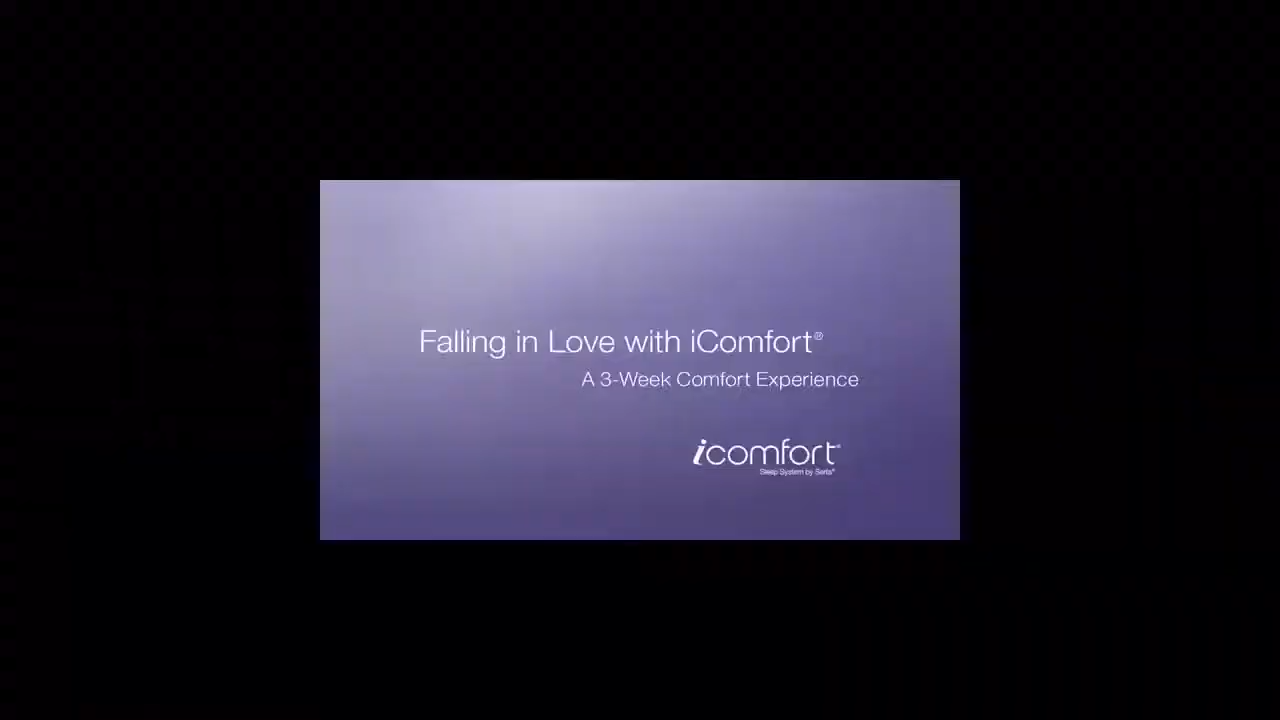 Falling in Love with iComfort®
A 3-Week Comfort Experience
icomfort®
Sleep System by Serta®